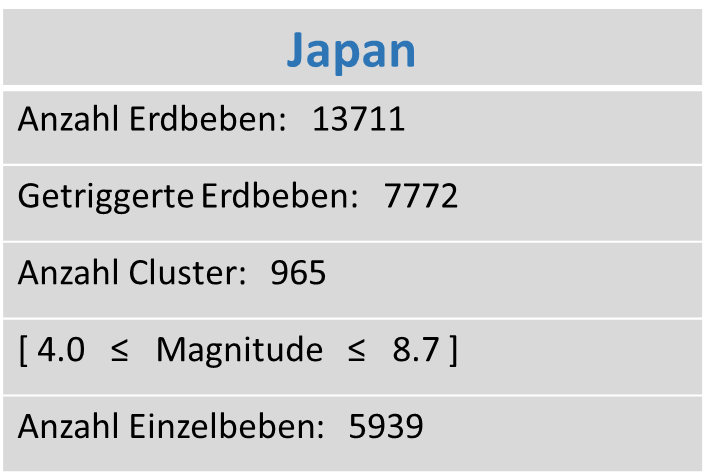 Japan
Anzahl Erdbeben: 13711
Getriggerte Erdbeben: 7772
Anzahl Cluster: 965
[ 4.0 ≤ Magnitude ≤ 8.7 ]
Anzahl Einzelbeben: 5939